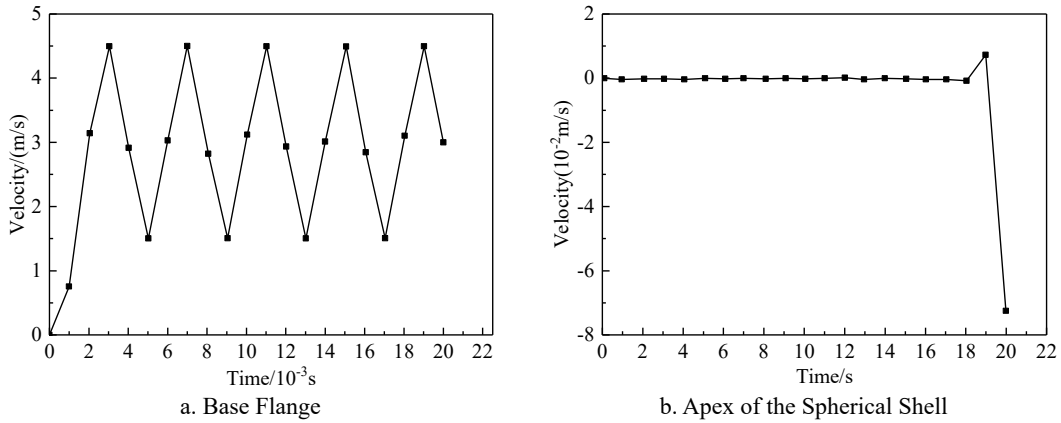 5
4
3
2
1
0
Velocity/(m/s)
0 2 4 6 8 10 12 14 16 18 20 22
Time/10⁻³s
a. Base Flange
2
0
-2
-4
-6
-8
Velocity(10⁻²m/s)
0 2 4 6 8 10 12 14 16 18 20 22
Time/s
b. Apex of the Spherical Shell